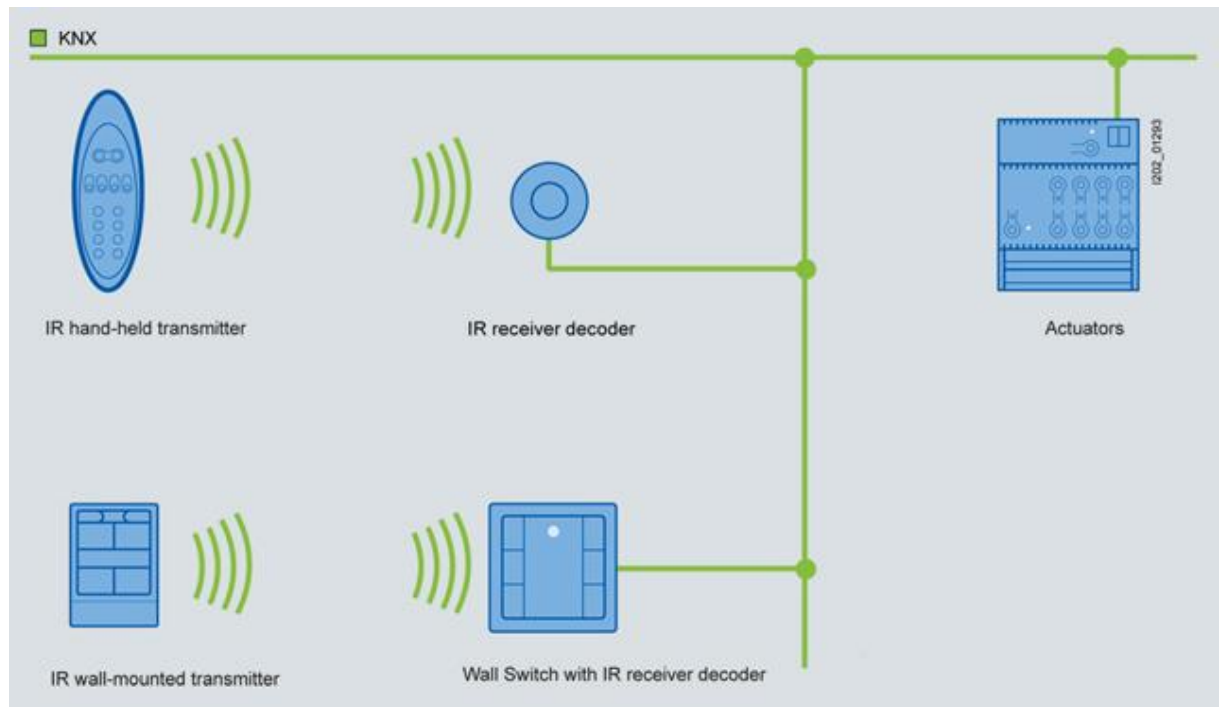 KNX
I202_01293
IR hand-held transmitter
IR receiver decoder
Actuators
IR wall-mounted transmitter
Wall Switch with IR receiver decoder